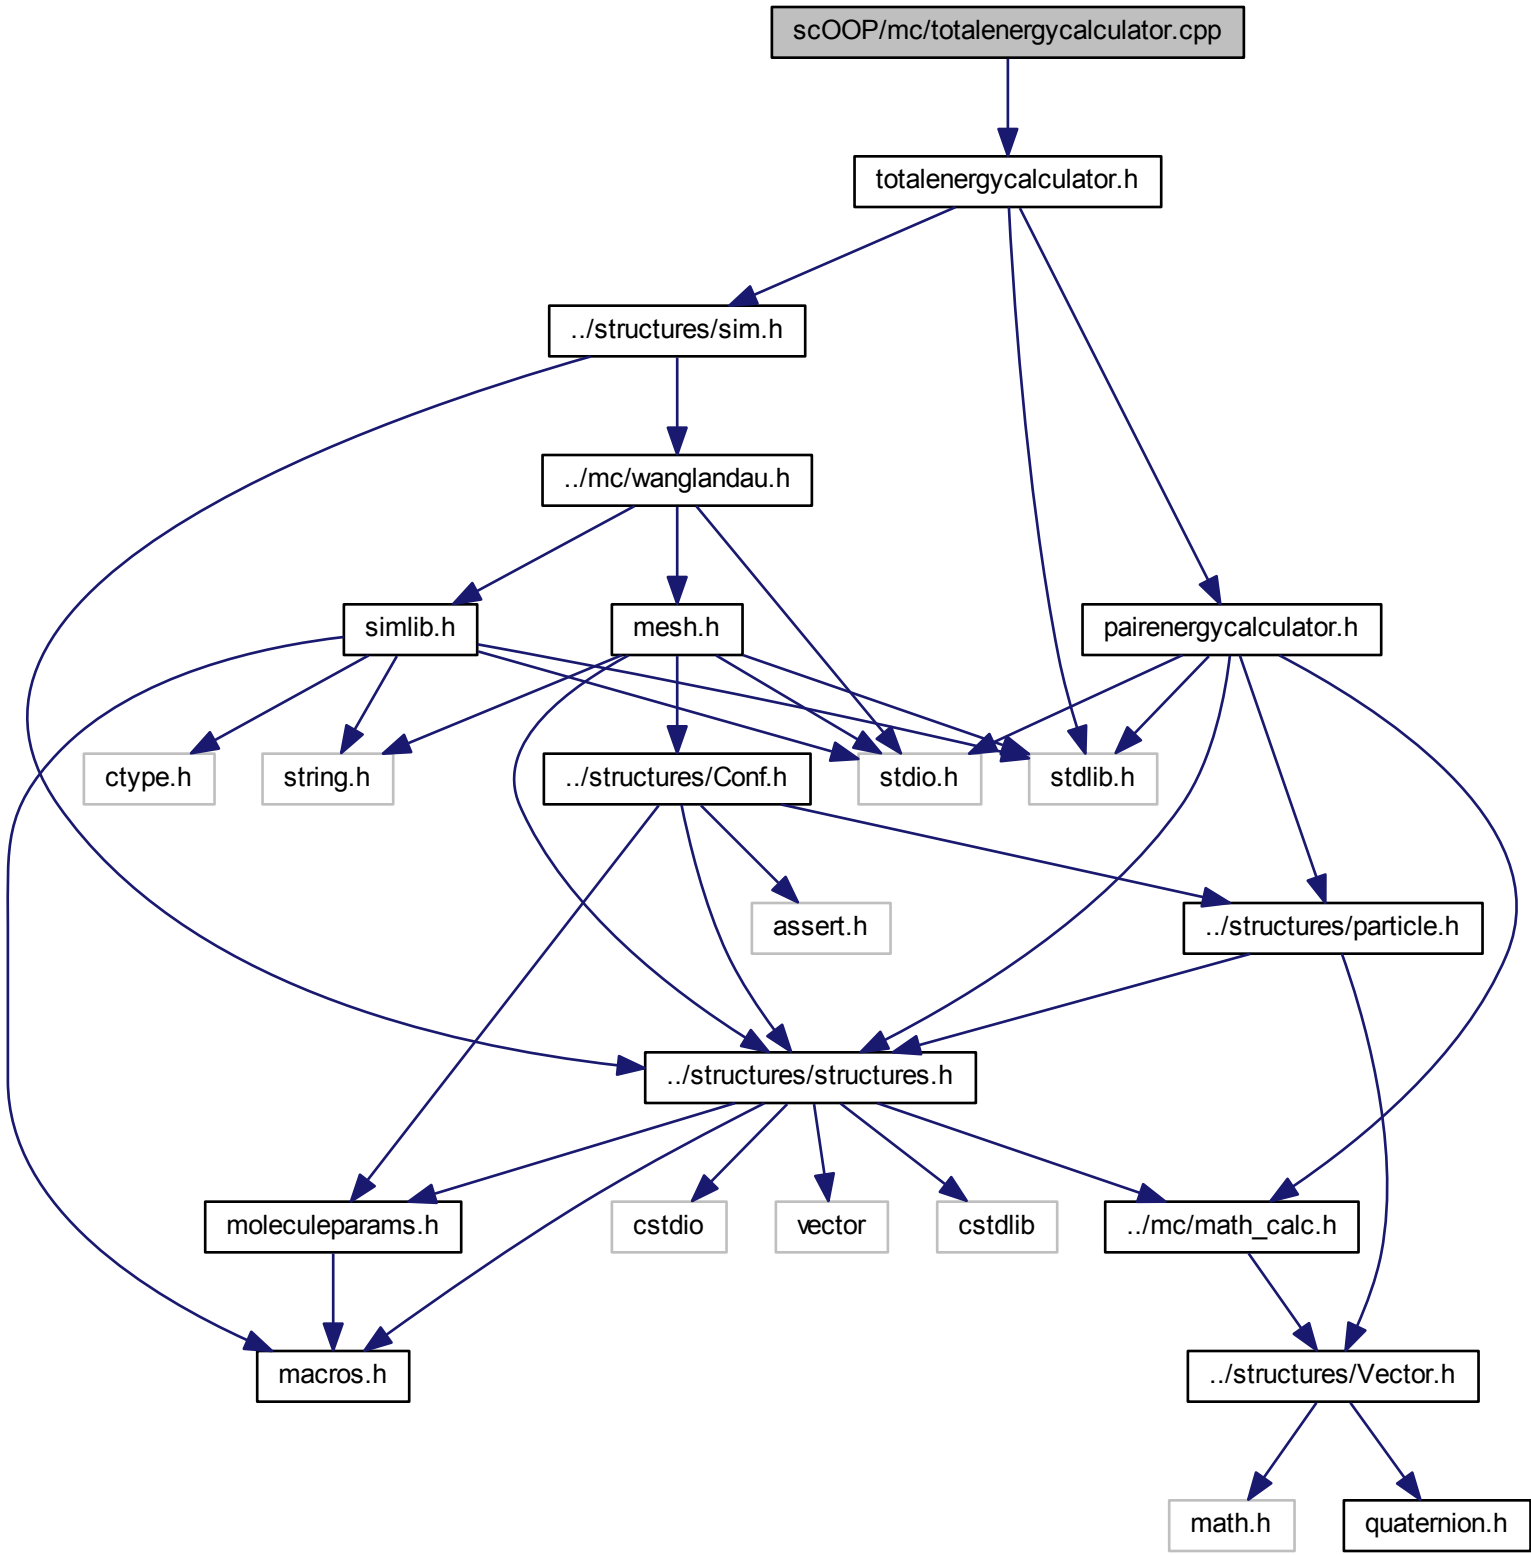 scOOP/mc/totalenergycalculator.cpp
totalenergycalculator.h
../structures/sim.h
../mc/wanglandau.h
simlib.h
mesh.h
pairenergycalculator.h
ctype.h
string.h
../structures/Conf.h
stdio.h
stdlib.h
assert.h
../structures/particle.h
../structures/structures.h
moleculeparams.h
cstdio
vector
cstdlib
../mc/math_calc.h
macros.h
../structures/Vector.h
math.h
quaternion.h